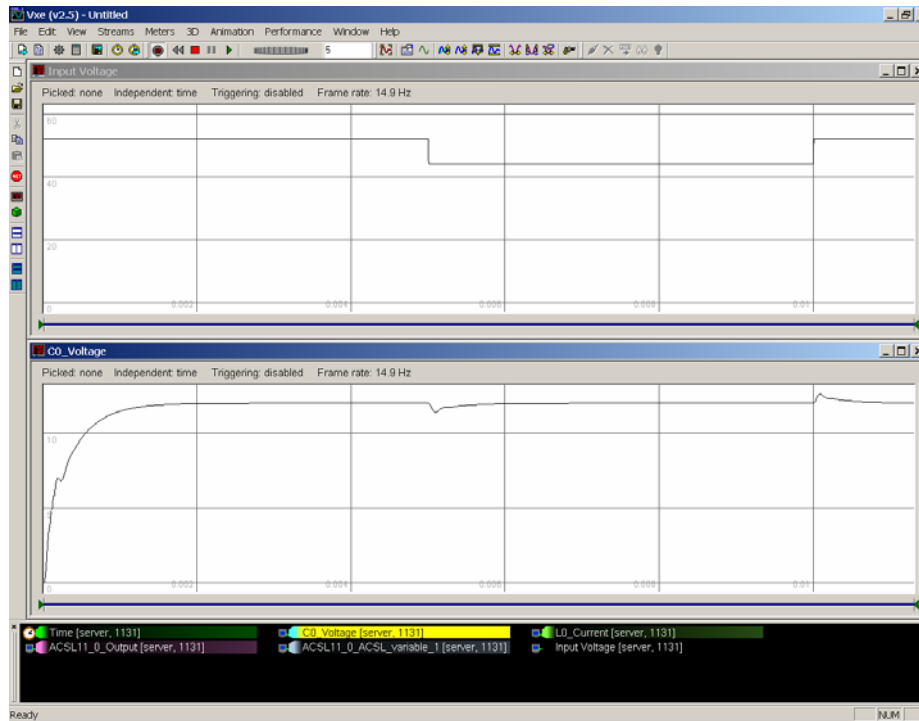 Vxe (v2.5) - Untitled
File Edit View Streams Meters 3D Animation Performance Window Help
5
Input Voltage
Picked: none Independent: time Triggering: disabled Frame rate: 14.9 Hz
60
40
20
0 0.002 0.004 0.006 0.008 0.01
C0_Voltage
Picked: none Independent: time Triggering: disabled Frame rate: 14.9 Hz
10
0 0.002 0.004 0.006 0.008 0.01
Time [server, 1131] C0_Voltage [server, 1131] L0_Current [server, 1131]
ACSL11_0_Output [server, 1131] ACSL11_0_ACSL_variable_1 [server, 1131] Input Voltage [server, 1131]
Ready NUM